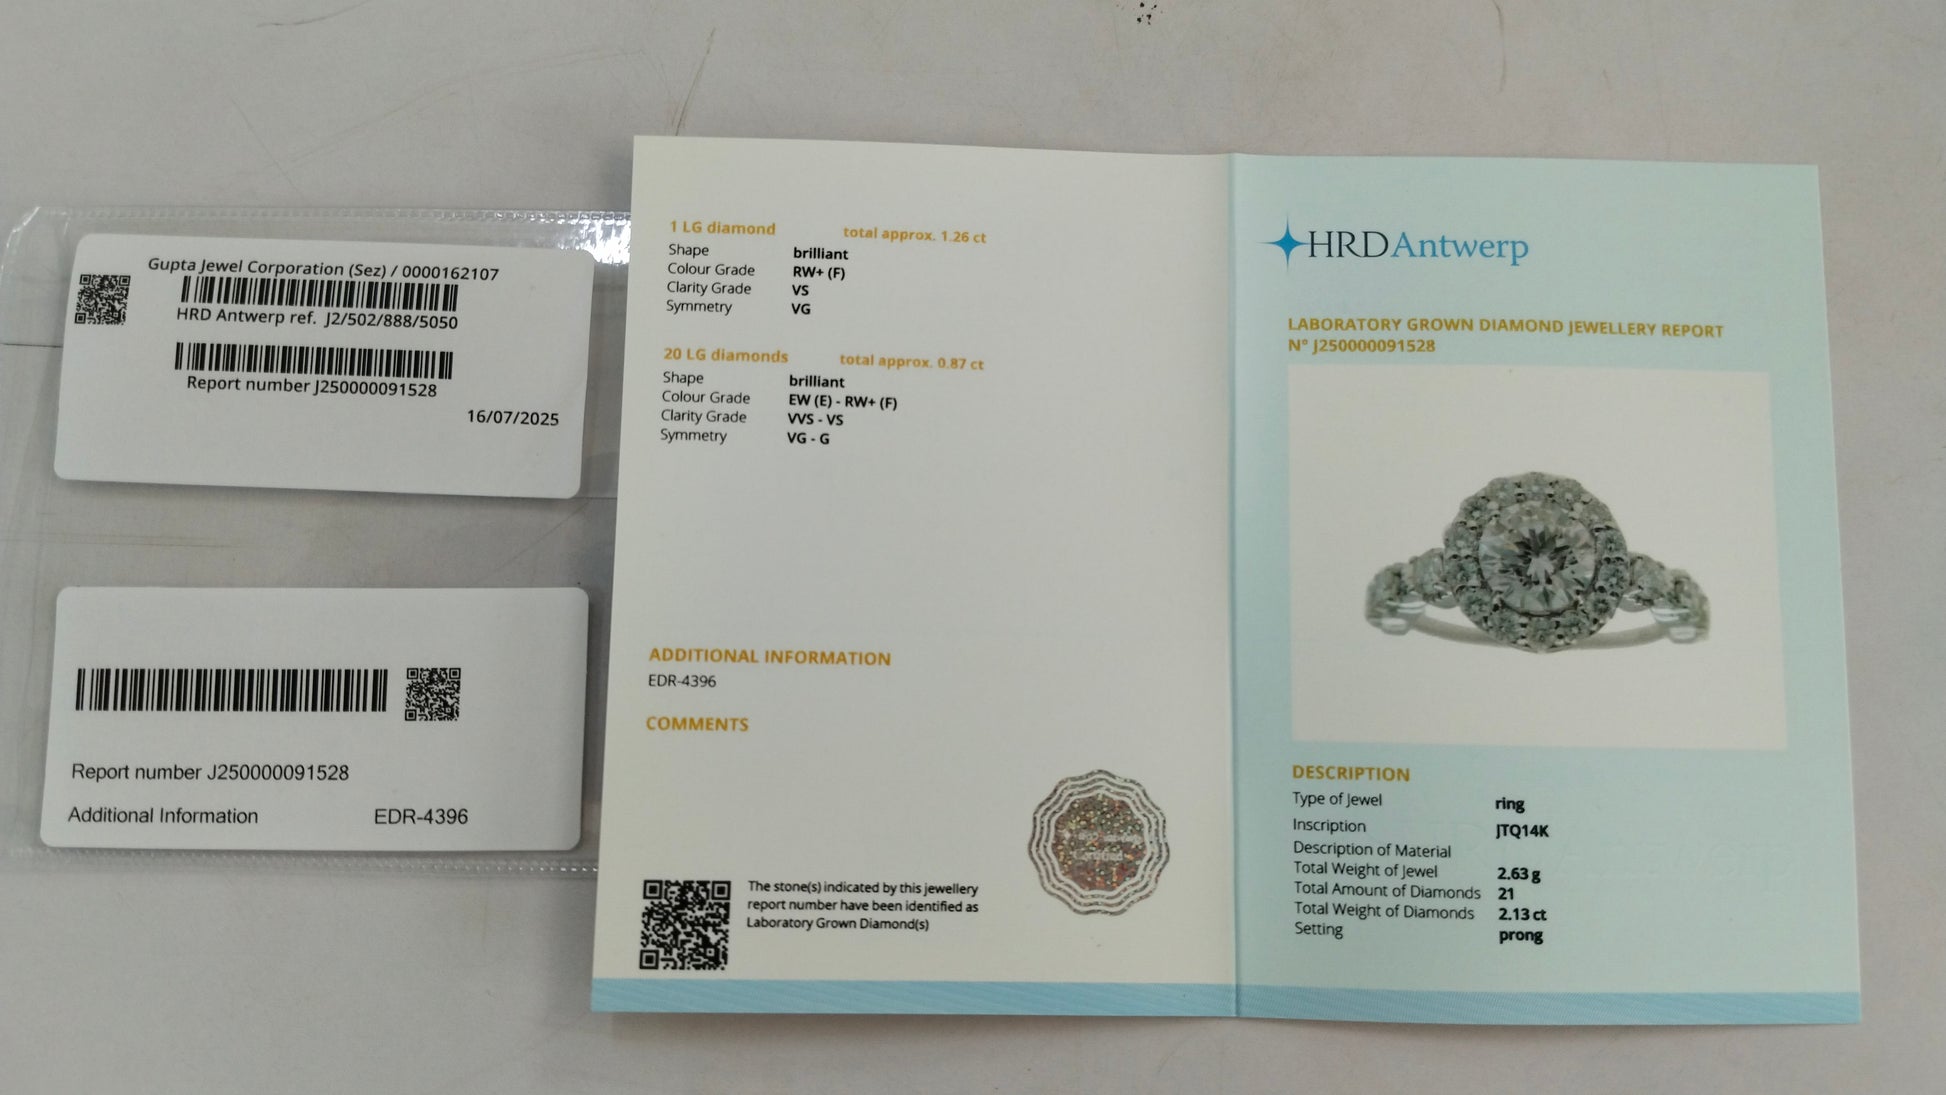 Gupta Jewel Corporation (Sez) / 0000162107
HRD Antwerp ref. J2/502/888/5050
Report number J250000091528
16/07/2025
Report number J250000091528
Additional Information EDR-4396
1 LG diamond total approx. 1.26 ct
Shape brilliant
Colour Grade RW+ (F)
Clarity Grade VS
Symmetry VG
20 LG diamonds total approx. 0.87 ct
Shape brilliant
Colour Grade EW (E) - RW+ (F)
Clarity Grade VVS - VS
Symmetry VG - G
ADDITIONAL INFORMATION
EDR-4396
COMMENTS
The stone(s) indicated by this jewellery
report number have been identified as
Laboratory Grown Diamond(s)
HRDAntwerp
LABORATORY GROWN DIAMOND JEWELLERY REPORT
N° J250000091528
DESCRIPTION
Type of Jewel ring
Inscription JTQ14K
Description of Material
Total Weight of Jewel 2.63 g
Total Amount of Diamonds 21
Total Weight of Diamonds 2.13 ct
Setting prong